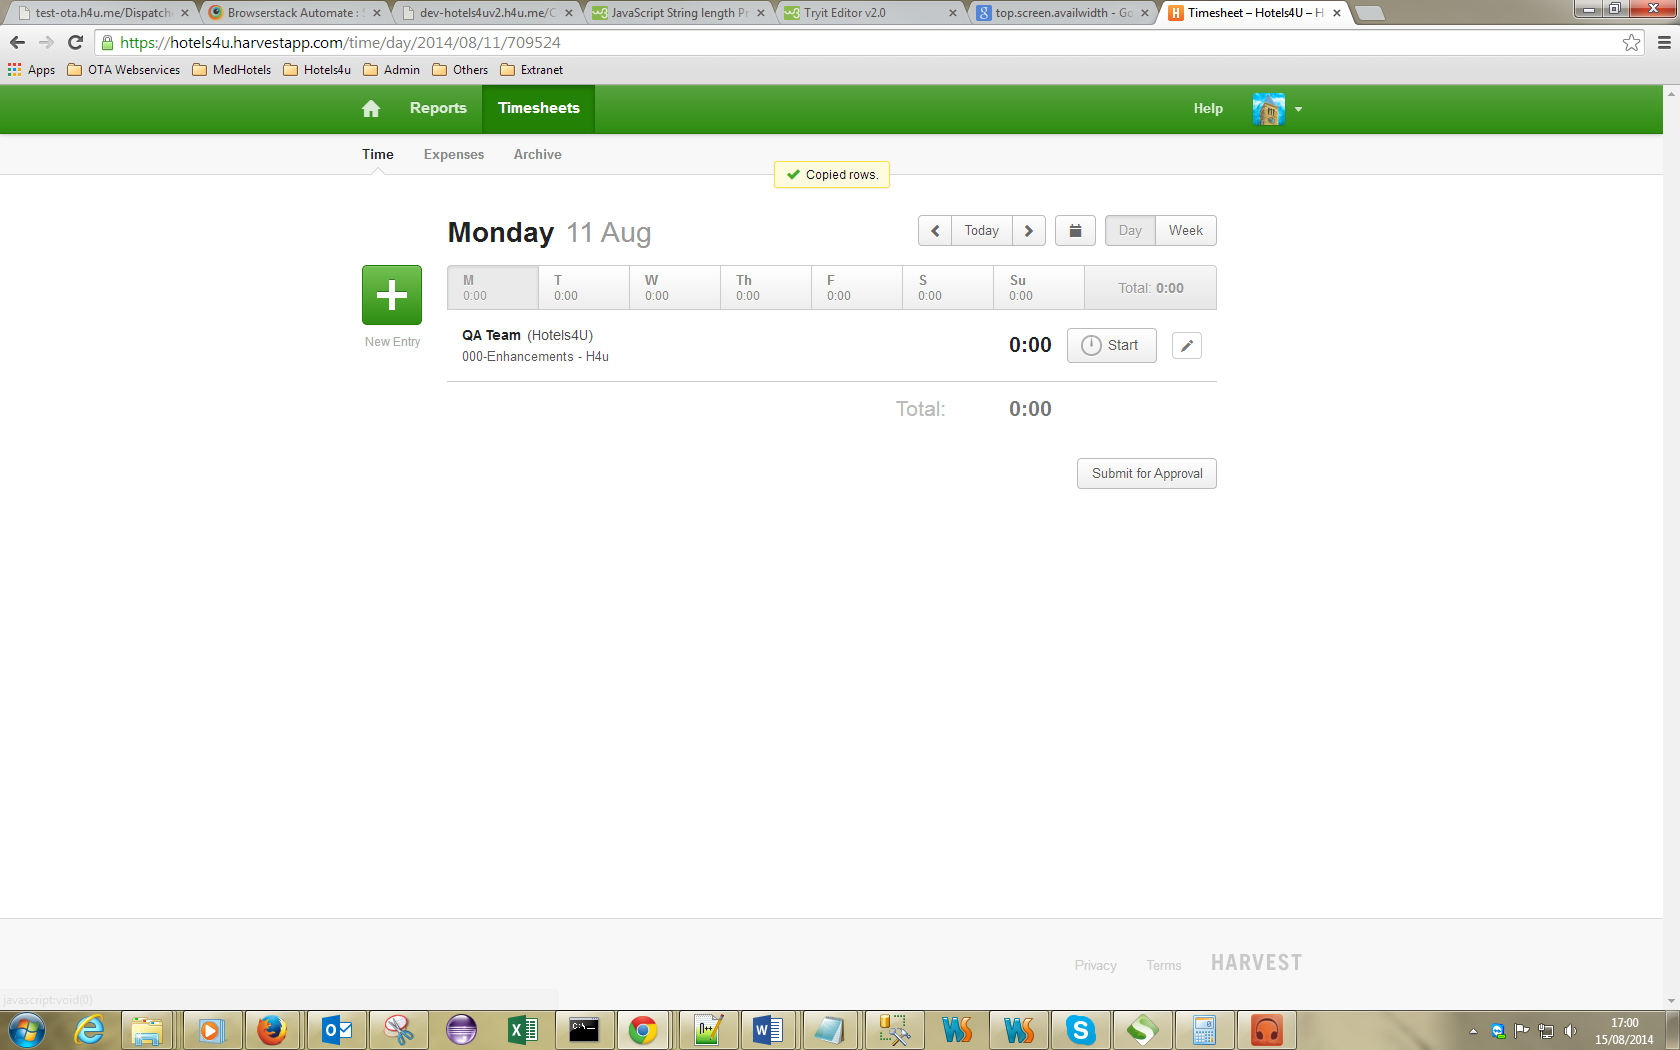 test-ota.h4u.me/Dispatch
Browserstack Automate :
dev-hotels4uv2.h4u.me/C
JavaScript String length Pr
Tryit Editor v2.0
top.screen.availwidth - Go
Timesheet – Hotels4U – H
https://hotels4u.harvestapp.com/time/day/2014/08/11/709524
Apps
OTA Webservices
MedHotels
Hotels4u
Admin
Others
Extranet
Reports
Timesheets
Help
Time
Expenses
Archive
Copied rows.
Monday 11 Aug
Today
Day
Week
M
0:00
T
0:00
W
0:00
Th
0:00
F
0:00
S
0:00
Su
0:00
Total: 0:00
New Entry
QA Team (Hotels4U)
000-Enhancements - H4u
0:00
Start
Total:
0:00
Submit for Approval
Privacy
Terms
HARVEST
javascript:void(0)
17:00
15/08/2014